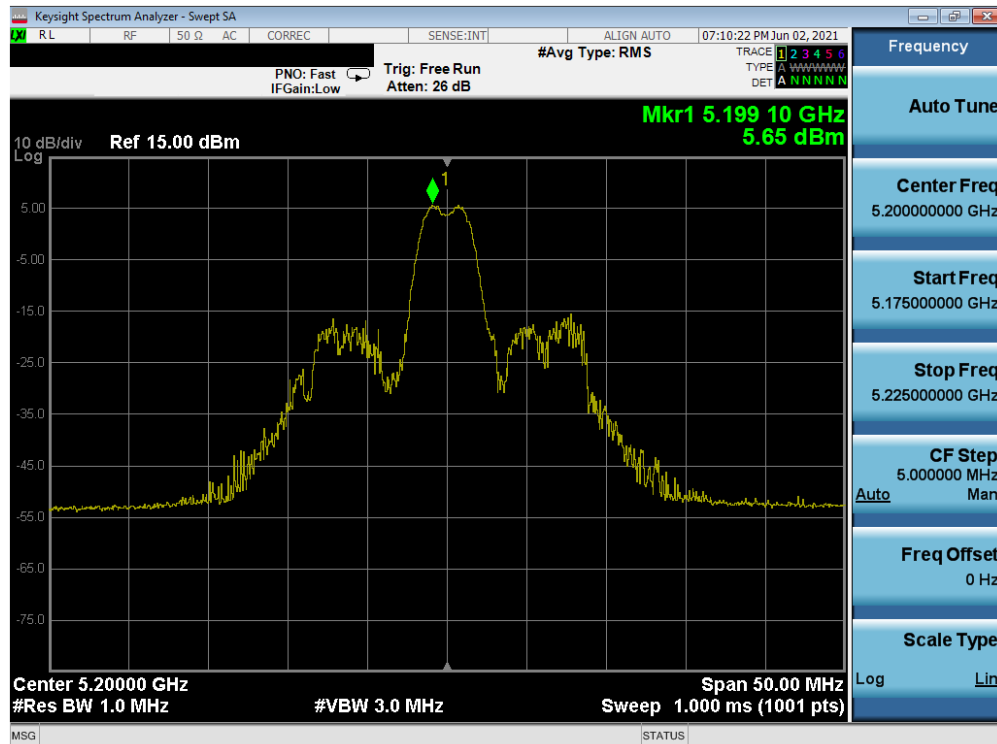 Keysight Spectrum Analyzer - Swept SA
LXI RL RF 50 Ω AC CORREC SENSE:INT ALIGN AUTO 07:10:22 PM Jun 02, 2021
#Avg Type: RMS
TRACE 1 2 3 4 5 6
TYPE A WWWWW
DET A N N N N N
PNO: Fast
IFGain:Low
Trig: Free Run
Atten: 26 dB
Mkr1 5.199 10 GHz
5.65 dBm
10 dB/div
Log
Ref 15.00 dBm
1
5.00
-5.00
-15.0
-25.0
-35.0
-45.0
-55.0
-65.0
-75.0
Center 5.20000 GHz
Span 50.00 MHz
#Res BW 1.0 MHz
#VBW 3.0 MHz
Sweep 1.000 ms (1001 pts)
MSG
STATUS
Frequency
Auto Tune
Center Freq
5.200000000 GHz
Start Freq
5.175000000 GHz
Stop Freq
5.225000000 GHz
CF Step
5.000000 MHz
Auto Man
Freq Offset
0 Hz
Scale Type
Log Lin